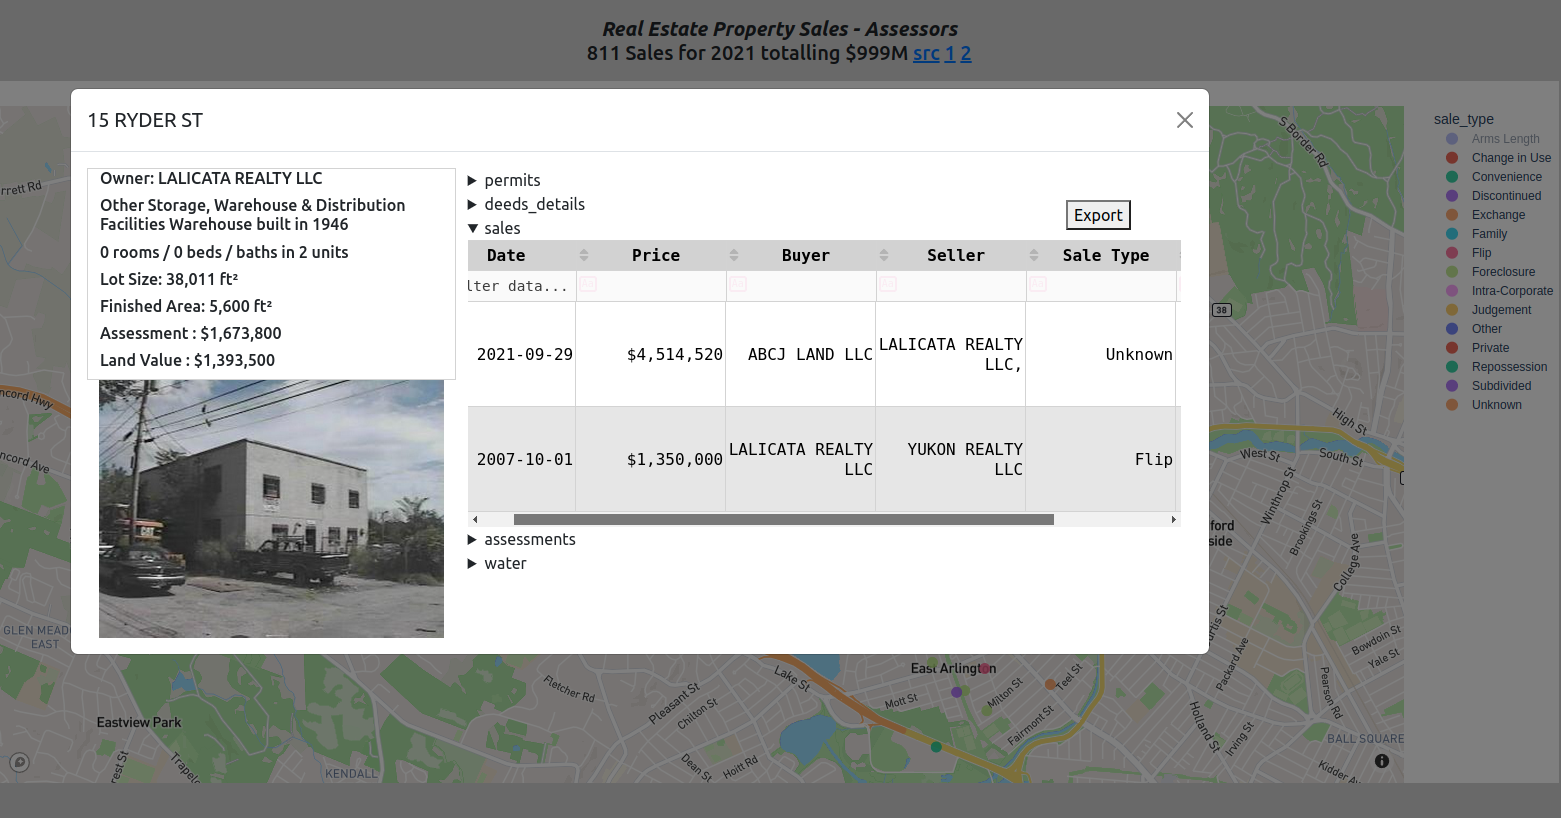 Real Estate Property Sales - Assessors
811 Sales for 2021 totalling $999M src 1 2
15 RYDER ST
Owner: LALICATA REALTY LLC
Other Storage, Warehouse & Distribution
Facilities Warehouse built in 1946
0 rooms / 0 beds / baths in 2 units
Lot Size: 38,011 ft²
Finished Area: 5,600 ft²
Assessment : $1,673,800
Land Value : $1,393,500
permits
deeds_details
sales
Export
Date Price Buyer Seller Sale Type
lter data... Aa Aa Aa Aa
2021-09-29 $4,514,520 ABCJ LAND LLC LALICATA REALTY
LLC, Unknown
2007-10-01 $1,350,000 LALICATA REALTY
LLC YUKON REALTY
LLC Flip
assessments
water
sale_type
Arms Length
Change in Use
Convenience
Discontinued
Exchange
Family
Flip
Foreclosure
Intra-Corporate
Judgement
Other
Private
Repossession
Subdivided
Unknown
S Border Rd
38
High St
West St
South St
Winthrop St
Brookings St
College Ave
ford
side
urtis St
Packard Ave
Bowdoin St
Yale St
Pearson Rd
Holland St
Irving St
BALL SQUARE
Kidder Av
rrett Rd
ncord Hwy
ncord Ave
GLEN MEADO
EAST
Eastview Park
rest St
Trapelo
KENDALL
Fletcher Rd
Pleasant St
Chilton St
Dean St
Hoitt Rd
Lake St
East Arlington
Mott St
Milton St
Teel St
Fairmont St